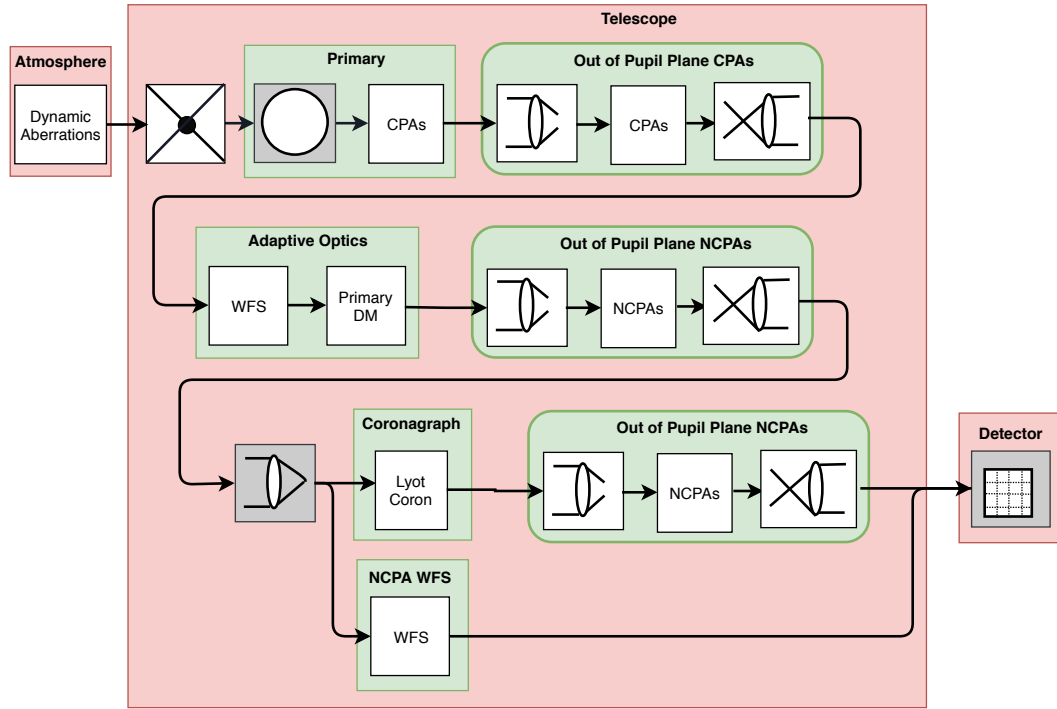 Telescope
Atmosphere
Dynamic
Aberrations
Primary
CPAs
Out of Pupil Plane CPAs
CPAs
Adaptive Optics
WFS
Primary
DM
Out of Pupil Plane NCPAs
NCPAs
Coronagraph
Lyot
Coron
Out of Pupil Plane NCPAs
NCPAs
Detector
NCPA WFS
WFS